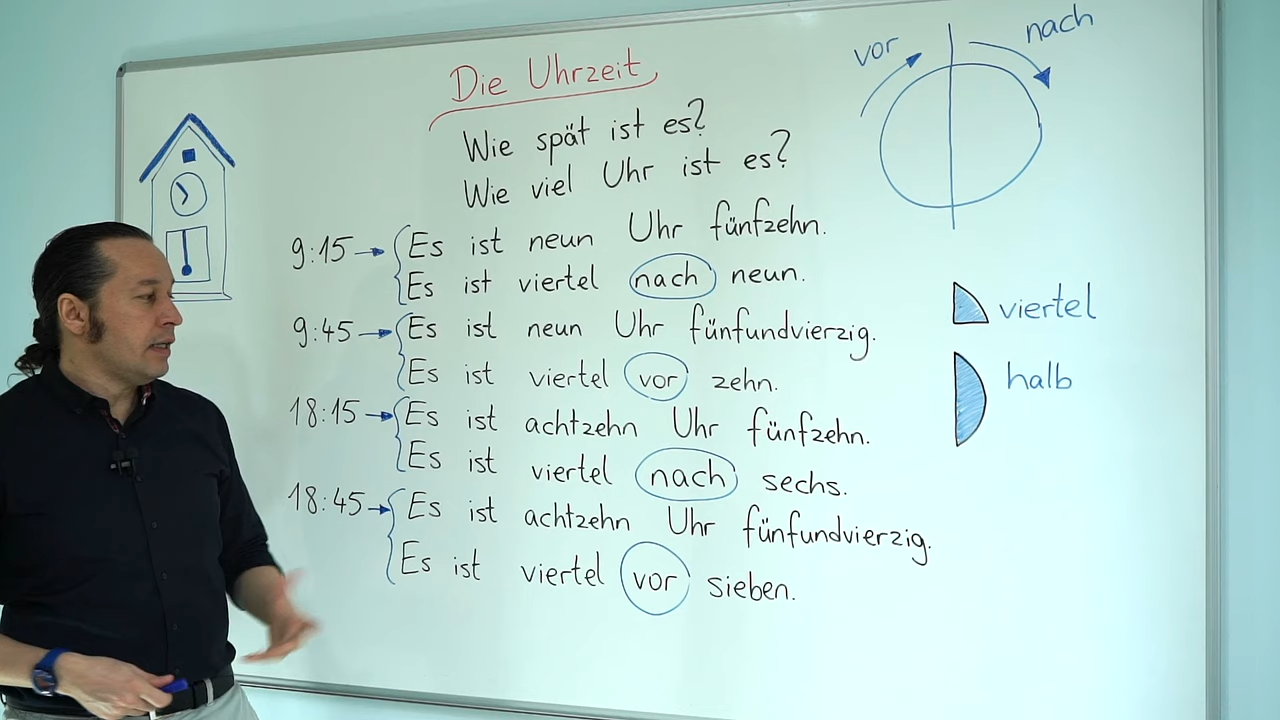 Die Uhrzeit
Wie spät ist es?
Wie viel Uhr ist es?
9:15 → Es ist neun Uhr fünfzehn.
Es ist viertel nach neun.
9:45 → Es ist neun Uhr fünfundvierzig.
Es ist viertel vor zehn.
18:15 → Es ist achtzehn Uhr fünfzehn.
Es ist viertel nach sechs.
18:45 → Es ist achtzehn Uhr fünfundvierzig.
Es ist viertel vor sieben.
vor
nach
viertel
halb